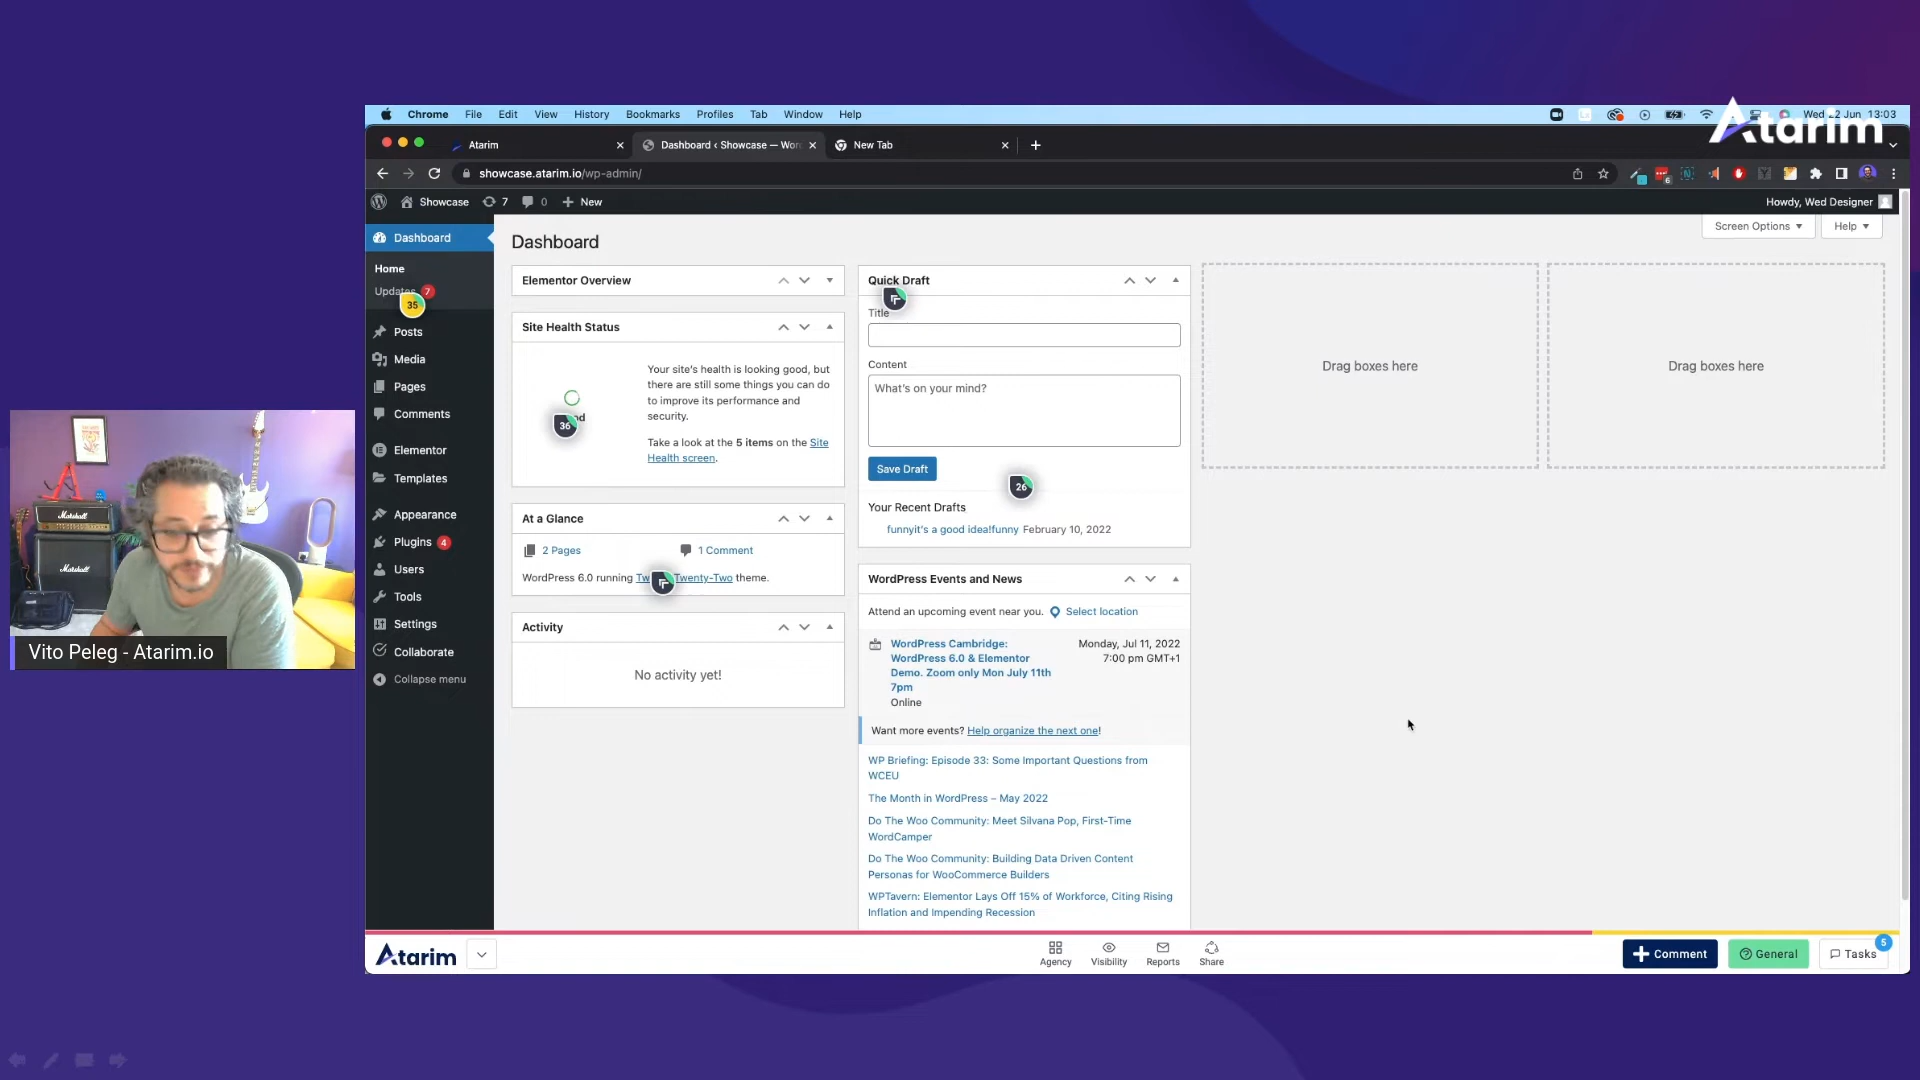 Atarim
Chrome File Edit View History Bookmarks Profiles Tab Window Help
Wed 22 Jun 13:03
Atarim
Dashboard ‹ Showcase — Wor
New Tab
showcase.atarim.io/wp-admin/
6
Showcase 7 0 New
Howdy, Wed Designer
Dashboard
Home
Updates 7
35
Posts
Media
Pages
Comments
Elementor
Templates
Appearance
Plugins 4
Users
Tools
Settings
Collaborate
Collapse menu
Dashboard
Screen Options
Help
Elementor Overview
Site Health Status
36
Your site's health is looking good, but
there are still some things you can do
to improve its performance and
security.
Take a look at the 5 items on the Site
Health screen.
At a Glance
2 Pages
1 Comment
WordPress 6.0 running Tw Twenty-Two theme.
Activity
No activity yet!
Quick Draft
Title
Content
What's on your mind?
Save Draft
26
Your Recent Drafts
funnyit's a good idea!funny February 10, 2022
WordPress Events and News
Attend an upcoming event near you. Select location
WordPress Cambridge:
WordPress 6.0 & Elementor
Demo. Zoom only Mon July 11th
7pm
Online
Monday, Jul 11, 2022
7:00 pm GMT+1
Want more events? Help organize the next one!
WP Briefing: Episode 33: Some Important Questions from
WCEU
The Month in WordPress – May 2022
Do The Woo Community: Meet Silvana Pop, First-Time
WordCamper
Do The Woo Community: Building Data Driven Content
Personas for WooCommerce Builders
WPTavern: Elementor Lays Off 15% of Workforce, Citing Rising
Inflation and Impending Recession
Drag boxes here
Drag boxes here
Atarim
Agency
Visibility
Reports
Share
Comment
General
Tasks
5
Marshall
Marshall
Vito Peleg - Atarim.io